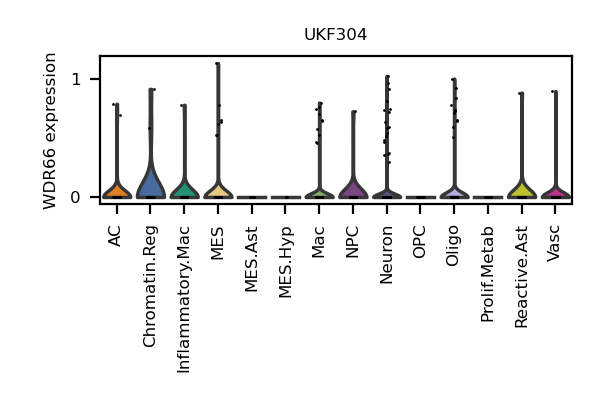 UKF304
WDR66 expression
1
0
AC
Chromatin.Reg
Inflammatory.Mac
MES
MES.Ast
MES.Hyp
Mac
NPC
Neuron
OPC
Oligo
Prolif.Metab
Reactive.Ast
Vasc